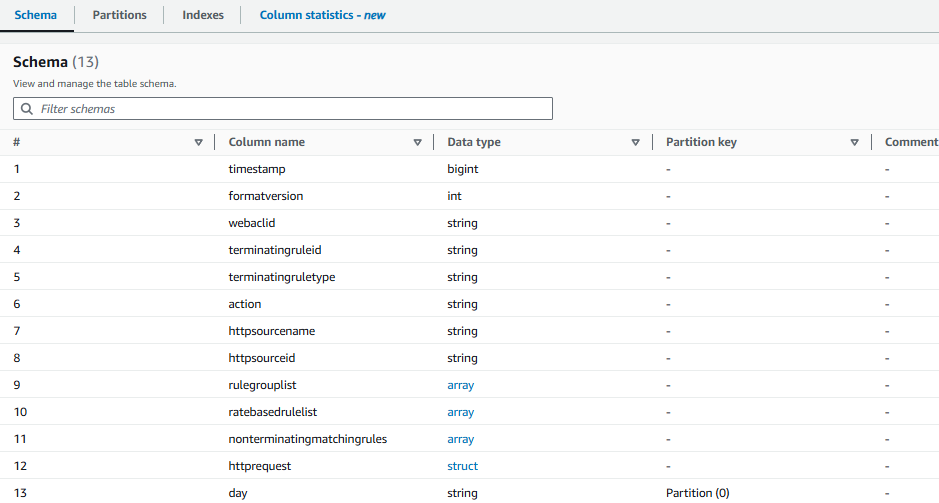 Schema Partitions Indexes Column statistics - new
Schema (13)
View and manage the table schema.
Filter schemas
# Column name Data type Partition key Comment
1 timestamp bigint - -
2 formatversion int - -
3 webaclid string - -
4 terminatingruleid string - -
5 terminatingruletype string - -
6 action string - -
7 httpsourcename string - -
8 httpsourceid string - -
9 rulegrouplist array - -
10 ratebasedrulelist array - -
11 nonterminatingmatchingrules array - -
12 httprequest struct - -
13 day string Partition (0) -